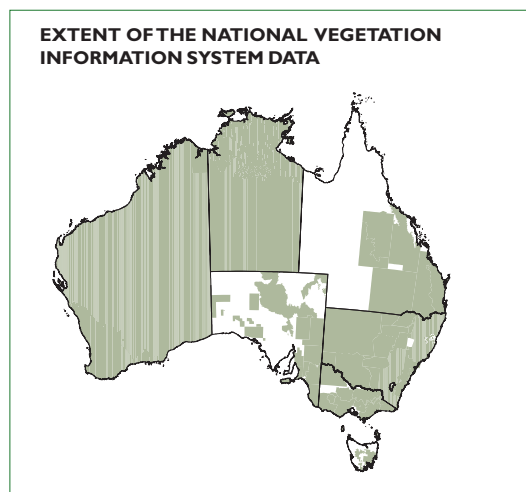 EXTENT OF THE NATIONAL VEGETATION
INFORMATION SYSTEM DATA